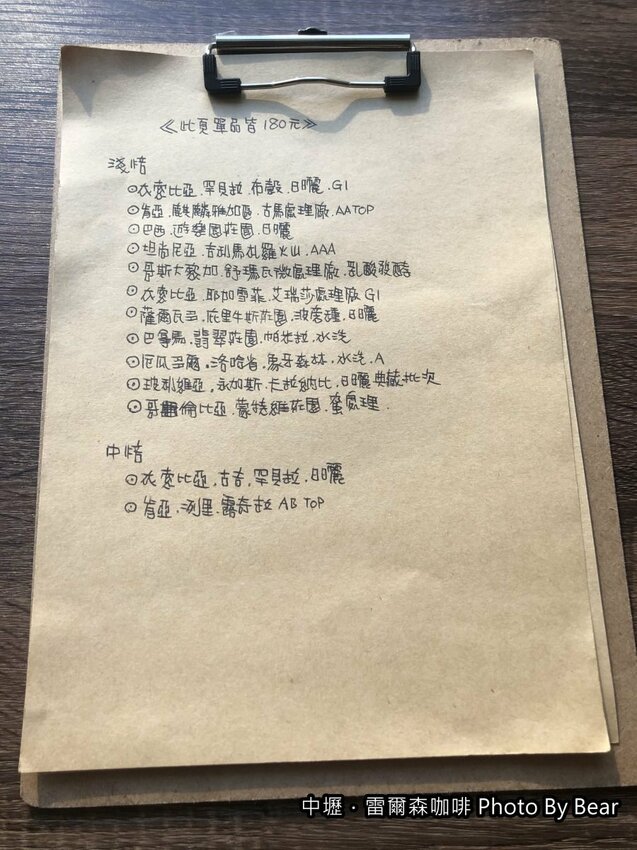 《此頁單品皆180元》
淺焙
⊙衣索比亞.罕貝拉.布穀.日曬.G1
⊙肯亞.麒麟雅加區.古馬處理廠.AATOP
⊙巴西.遊樂園莊園.日曬
⊙坦尚尼亞.吉利馬札羅火山.AAA
⊙哥斯大黎加.舒瑪瓦微處理廠.乳酸發酵
⊙衣索比亞.耶加雪菲.艾瑞莎處理廠G1
⊙薩爾瓦多.庇里牛斯莊園.波旁種.日曬
⊙巴拿馬.翡翠莊園.帕米拉.水洗
⊙厄瓜多爾.洛哈省.象牙森林.水洗.A
⊙玻利維亞.永加斯.卡拉納比.日曬典藏批次
⊙哥倫比亞.蒙特維莊園.蜜處理.
中焙
⊙衣索比亞.古吉.罕貝拉.日曬
⊙肯亞.冽里.露奇拉 AB TOP
中壢.雷爾森咖啡 Photo By Bear